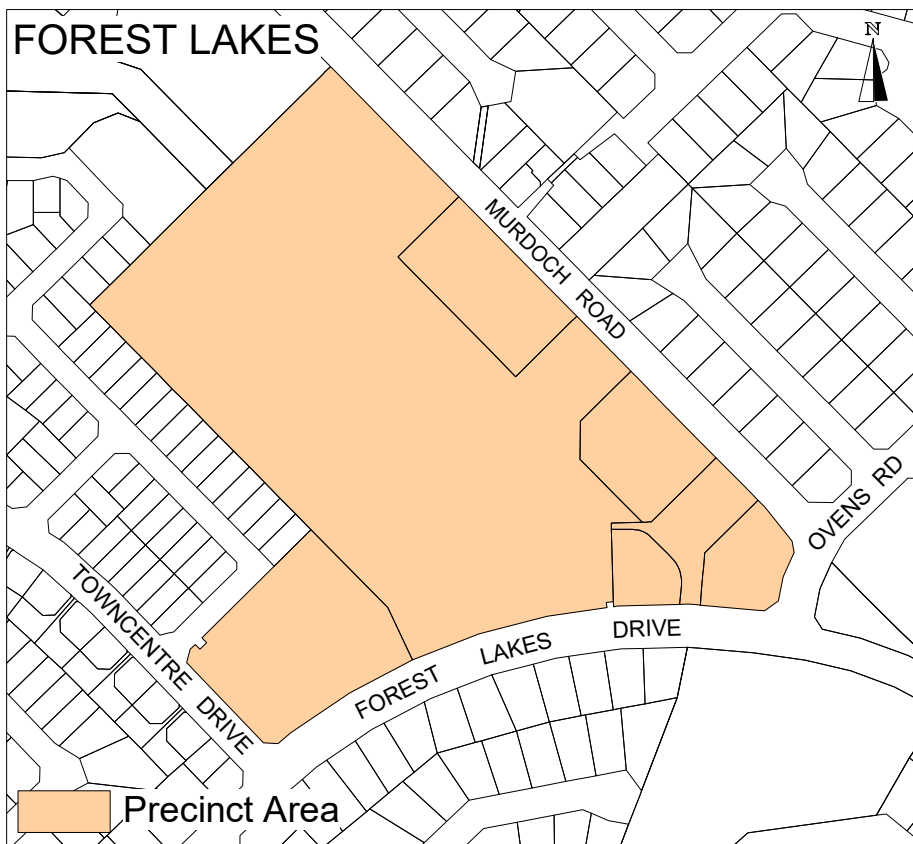 FOREST LAKES
N
MURDOCH ROAD
OVENS RD
TOWNCENTRE DRIVE
FOREST LAKES DRIVE
Precinct Area